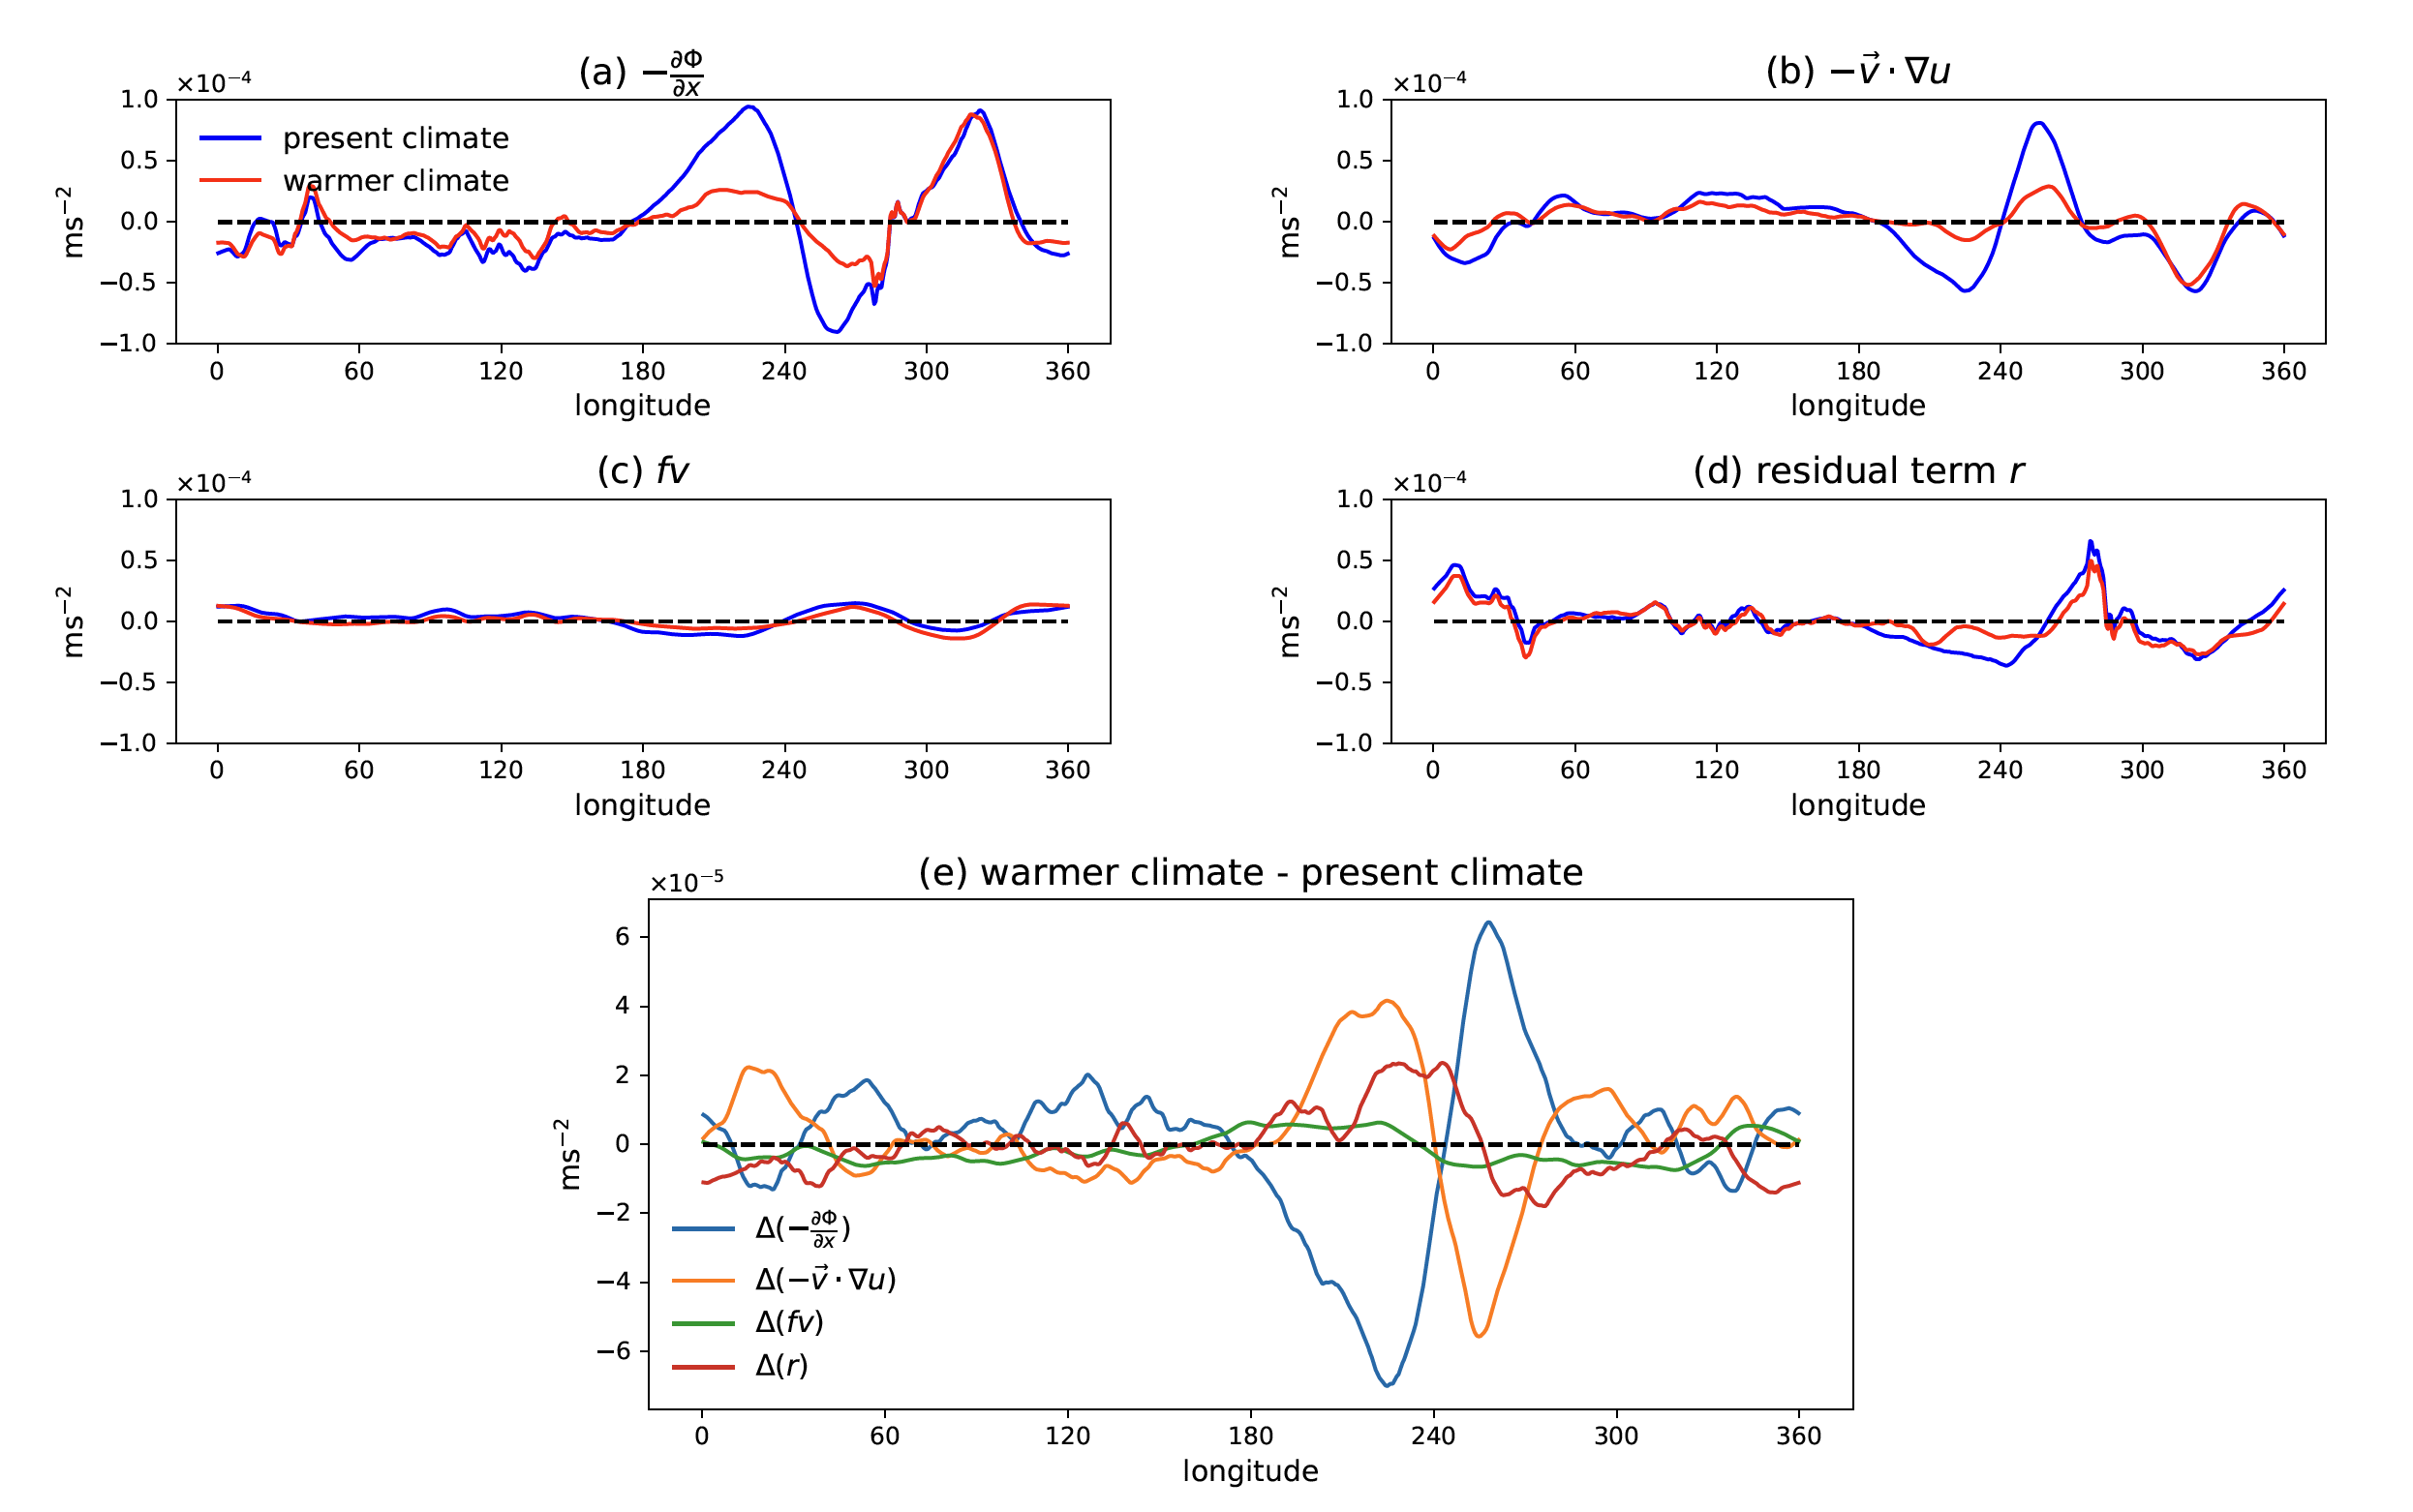 (a) −∂Φ/∂x
×10⁻⁴
1.0
0.5
0.0
−0.5
−1.0
ms⁻²
present climate
warmer climate
0 60 120 180 240 300 360
longitude
(b) −v⃗ · ∇u
×10⁻⁴
1.0
0.5
0.0
−0.5
−1.0
ms⁻²
0 60 120 180 240 300 360
longitude
(c) fv
×10⁻⁴
1.0
0.5
0.0
−0.5
−1.0
ms⁻²
0 60 120 180 240 300 360
longitude
(d) residual term r
×10⁻⁴
1.0
0.5
0.0
−0.5
−1.0
ms⁻²
0 60 120 180 240 300 360
longitude
(e) warmer climate - present climate
×10⁻⁵
6
4
2
0
−2
−4
−6
ms⁻²
Δ(−∂Φ/∂x)
Δ(−v⃗ · ∇u)
Δ(fv)
Δ(r)
0 60 120 180 240 300 360
longitude